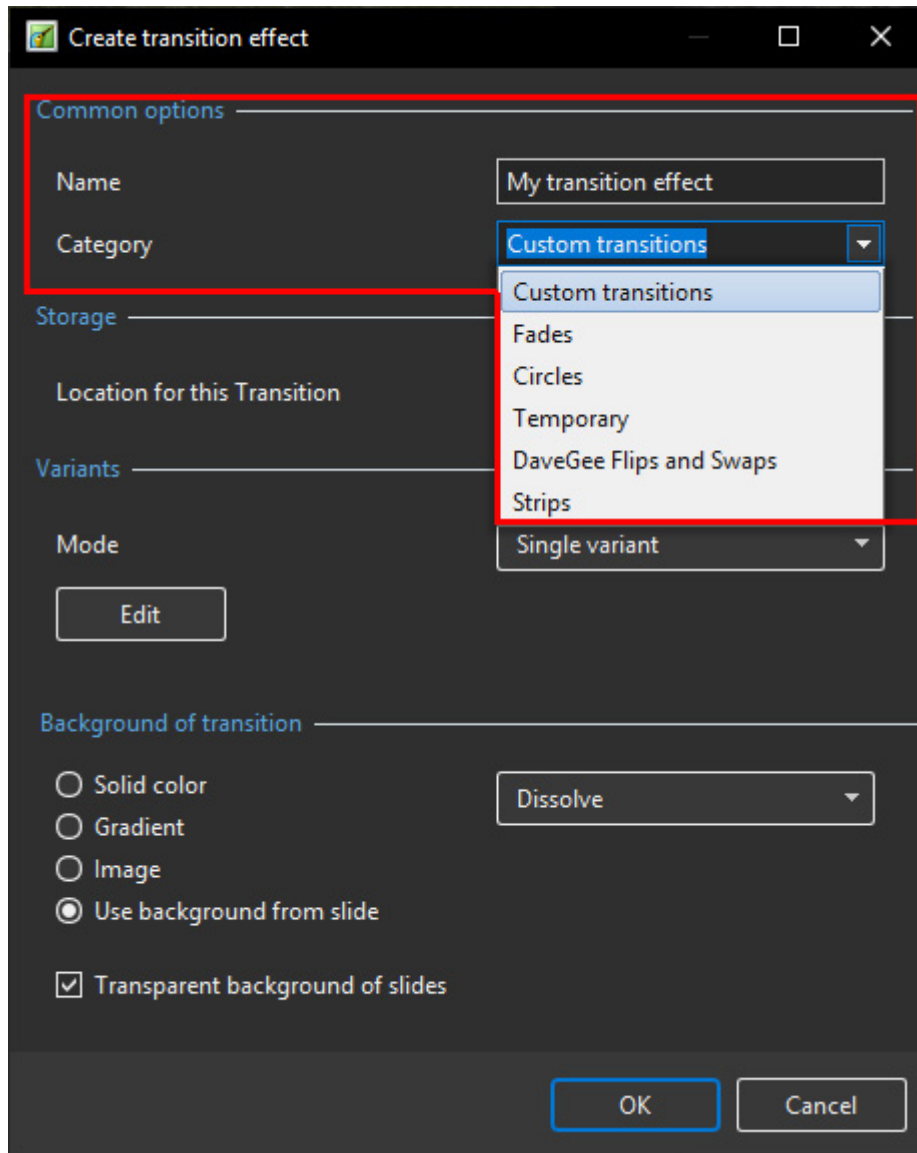 Create transition effect
Common options
Name
My transition effect
Category
Custom transitions
Custom transitions
Fades
Circles
Temporary
DaveGee Flips and Swaps
Strips
Storage
Location for this Transition
Variants
Mode
Single variant
Edit
Background of transition
Solid color
Dissolve
Gradient
Image
Use background from slide
Transparent background of slides
OK
Cancel